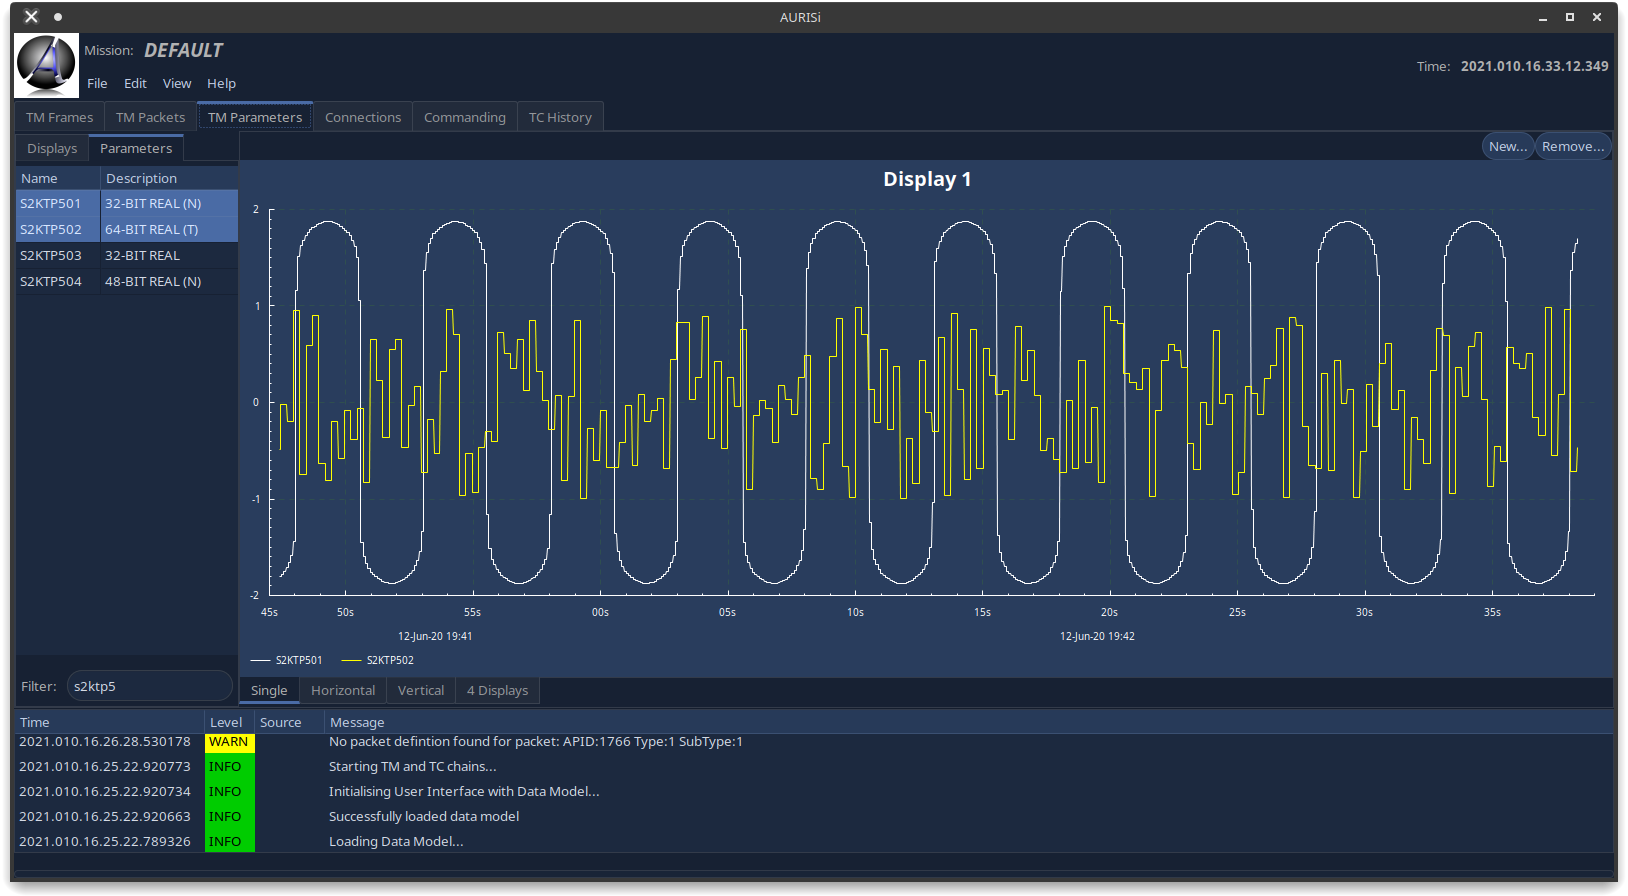 AURISi
Mission: DEFAULT
File Edit View Help
Time: 2021.010.16.33.12.349
TM Frames TM Packets TM Parameters Connections Commanding TC History
Displays Parameters
New... Remove...
Name Description
S2KTP501 32-BIT REAL (N)
S2KTP502 64-BIT REAL (T)
S2KTP503 32-BIT REAL
S2KTP504 48-BIT REAL (N)
Filter: s2ktp5
Display 1
2
1
0
-1
-2
45s 50s 55s 00s 05s 10s 15s 20s 25s 30s 35s
12-Jun-20 19:41 12-Jun-20 19:42
S2KTP501 S2KTP502
Single Horizontal Vertical 4 Displays
Time Level Source Message
2021.010.16.26.28.530178 WARN No packet defintion found for packet: APID:1766 Type:1 SubType:1
2021.010.16.25.22.920773 INFO Starting TM and TC chains...
2021.010.16.25.22.920734 INFO Initialising User Interface with Data Model...
2021.010.16.25.22.920663 INFO Successfully loaded data model
2021.010.16.25.22.789326 INFO Loading Data Model...